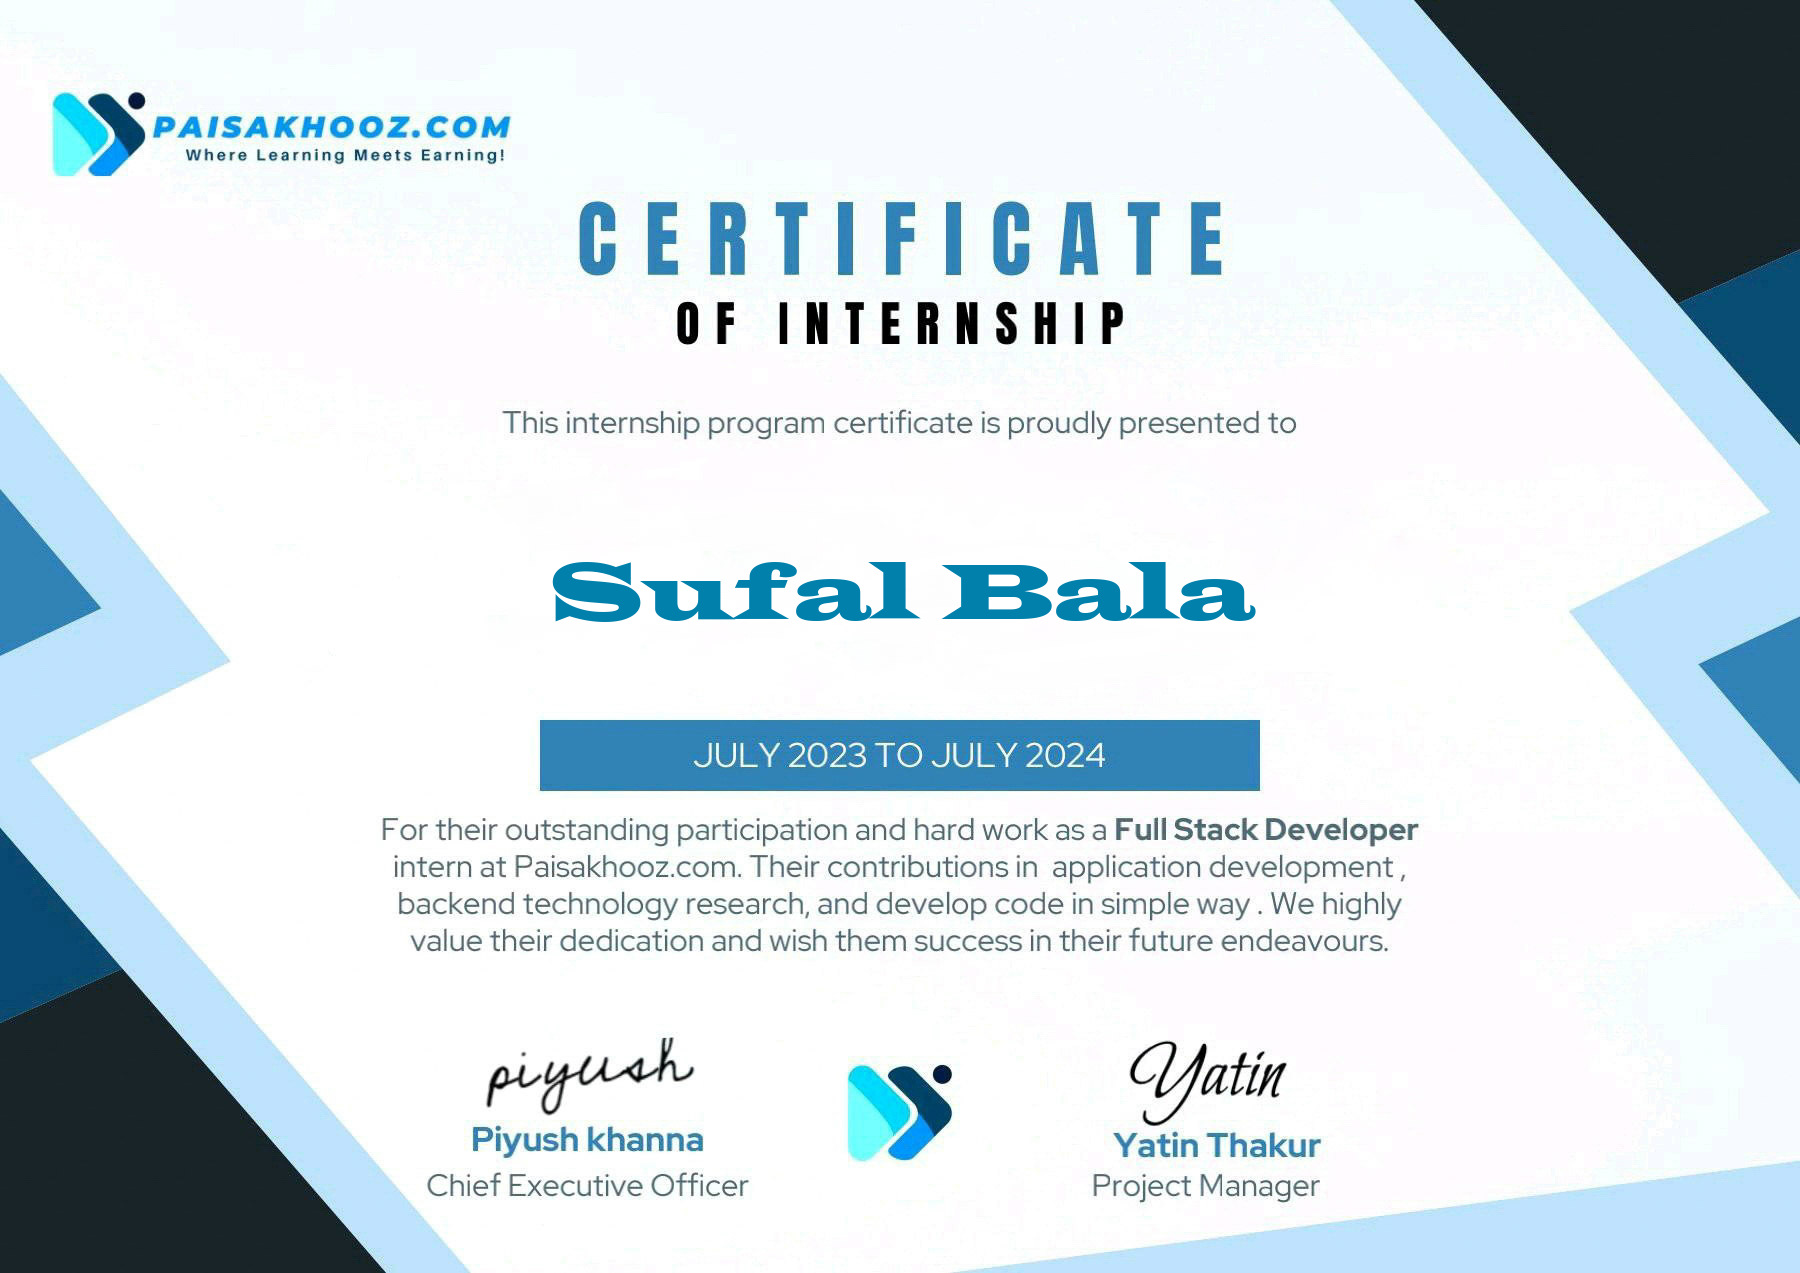 PAISAKHOOZ.COM
Where Learning Meets Earning!
CERTIFICATE
OF INTERNSHIP
This internship program certificate is proudly presented to
Sufal Bala
JULY 2023 TO JULY 2024
For their outstanding participation and hard work as a Full Stack Developer
intern at Paisakhooz.com. Their contributions in  application development ,
backend technology research, and develop code in simple way . We highly
value their dedication and wish them success in their future endeavours.
piyush
Yatin
Piyush khanna
Yatin Thakur
Chief Executive Officer
Project Manager